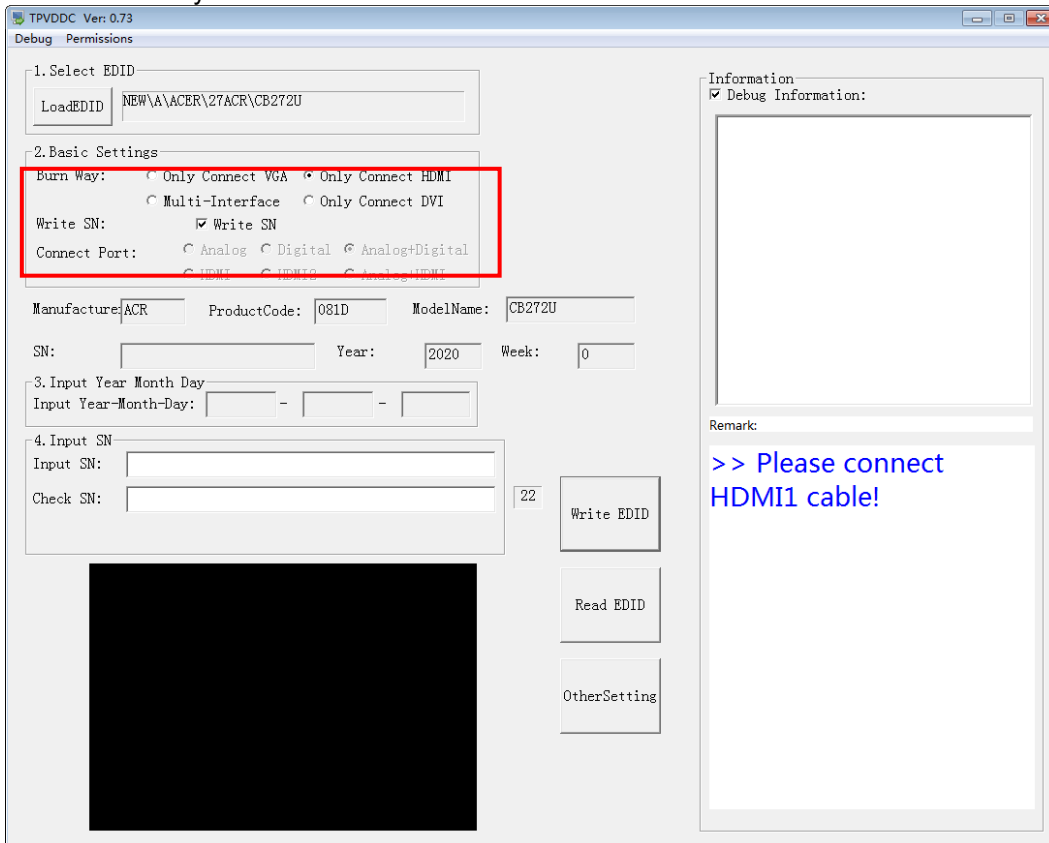 TPVDDC Ver: 0.73
Debug Permissions
1.Select EDID
LoadEDID NEW\A\ACER\27ACR\CB272U
2.Basic Settings
Burn Way: Only Connect VGA Only Connect HDMI
Multi-Interface Only Connect DVI
Write SN: Write SN
Connect Port: Analog Digital Analog+Digital
HDMI HDMI2 Analog+HDMI
Manufacture: ACR ProductCode: 081D ModelName: CB272U
SN: Year: 2020 Week: 0
3.Input Year Month Day
Input Year-Month-Day: - -
4.Input SN
Input SN:
Check SN: 22
Write EDID
Read EDID
OtherSetting
Information
Debug Information:
Remark:
>> Please connect
HDMI1 cable!